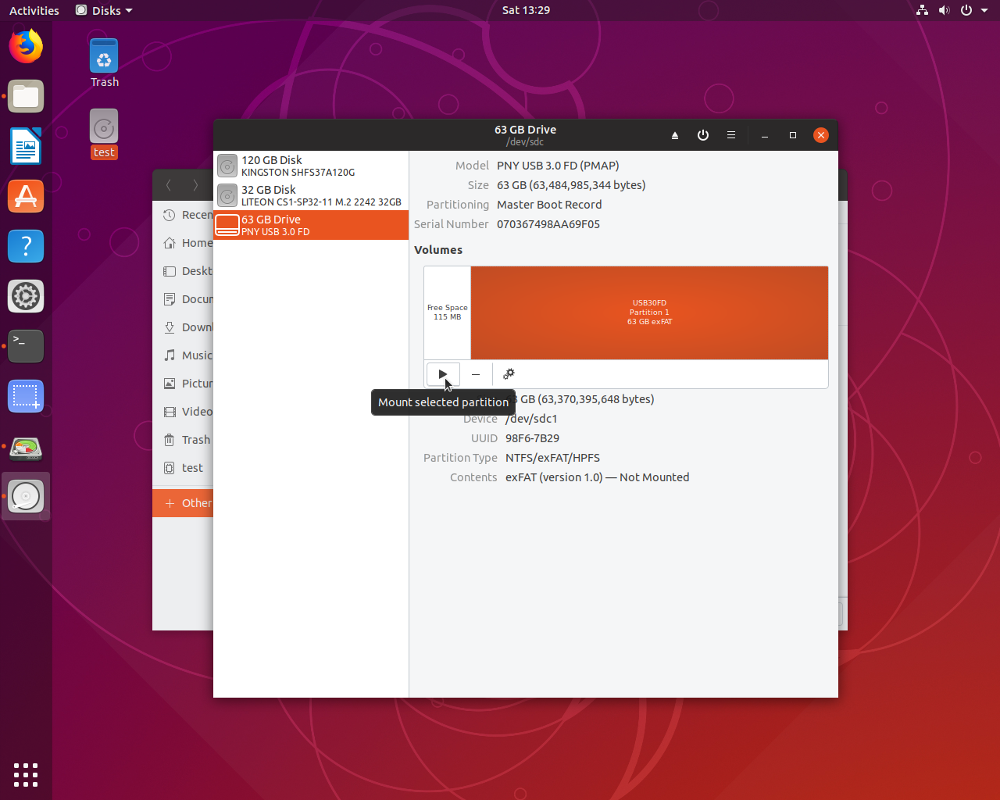 Activities
Disks
Sat 13:29
Trash
test
63 GB Drive
/dev/sdc
120 GB Disk
KINGSTON SHFS37A120G
32 GB Disk
LITEON CS1-SP32-11 M.2 2242 32GB
63 GB Drive
PNY USB 3.0 FD
Model PNY USB 3.0 FD (PMAP)
Size 63 GB (63,484,985,344 bytes)
Partitioning Master Boot Record
Serial Number 070367498AA69F05
Volumes
Free Space
115 MB
USB30FD
Partition 1
63 GB exFAT
Mount selected partition
3 GB (63,370,395,648 bytes)
Device /dev/sdc1
UUID 98F6-7B29
Partition Type NTFS/exFAT/HPFS
Contents exFAT (version 1.0) — Not Mounted
Recen
Home
Deskt
Docum
Downl
Music
Pictur
Video
Trash
test
Other